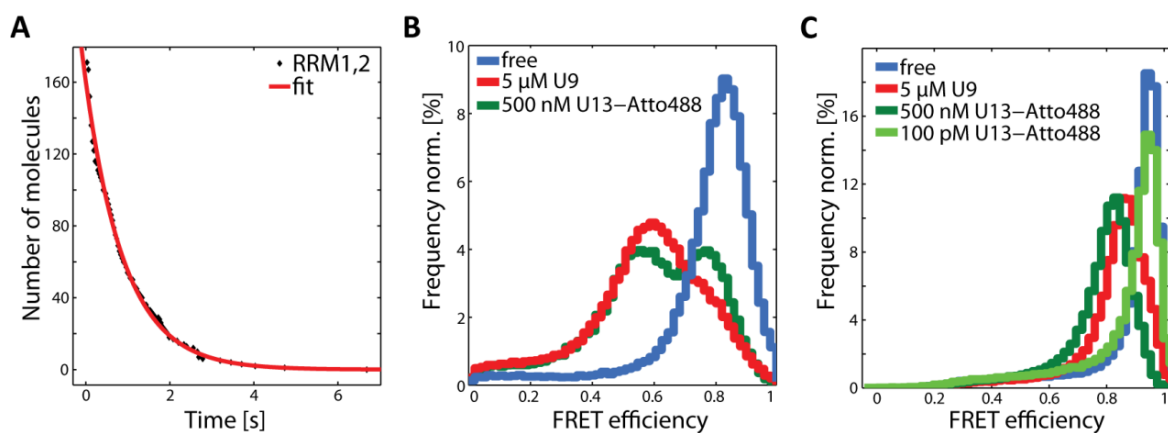 A
RRM1,2
fit
160
120
80
40
0
Number of molecules
0
2
4
6
Time [s]
B
10
8
6
4
2
0
Frequency norm. [%]
free
5 µM U9
500 nM U13–Atto488
0
0.2
0.4
0.6
0.8
1
FRET efficiency
C
16
12
8
4
0
Frequency norm. [%]
free
5 µM U9
500 nM U13–Atto488
100 pM U13–Atto488
0
0.2
0.4
0.6
0.8
1
FRET efficiency